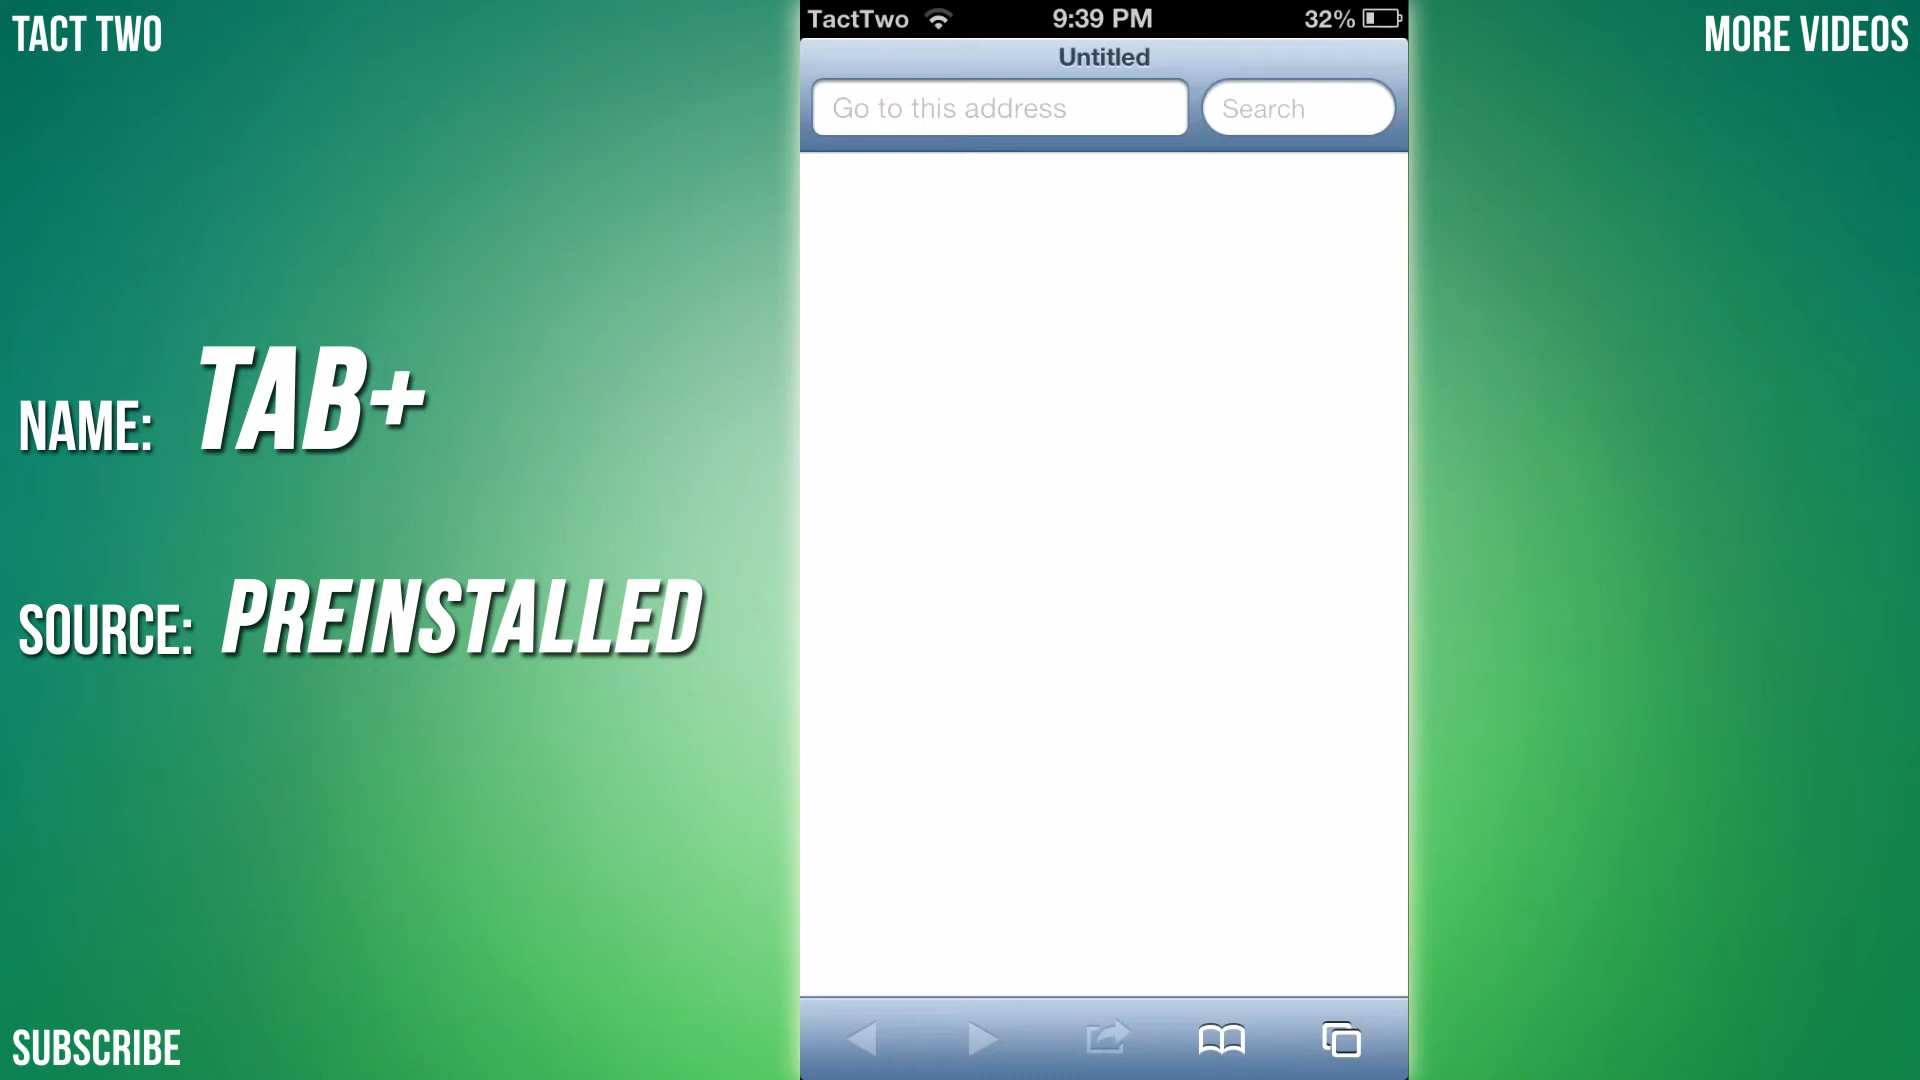 TACT TWO
MORE VIDEOS
TactTwo 9:39 PM 32%
Untitled
Go to this address
Search
NAME: TAB+
SOURCE: PREINSTALLED
SUBSCRIBE